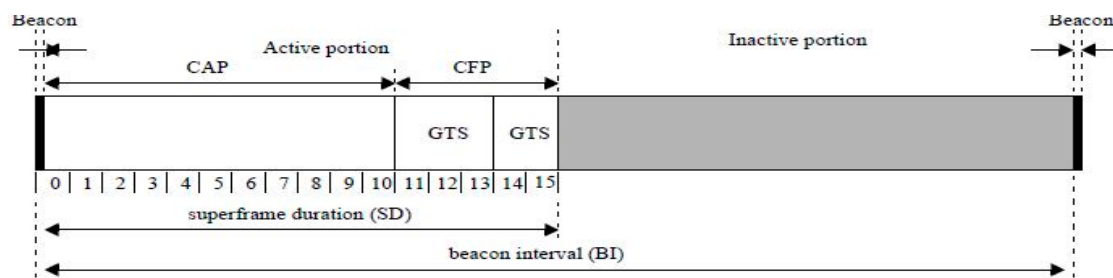 Beacon Beacon
Active portion Inactive portion
CAP CFP
GTS GTS
0 1 2 3 4 5 6 7 8 9 10 11 12 13 14 15
superframe duration (SD)
beacon interval (BI)